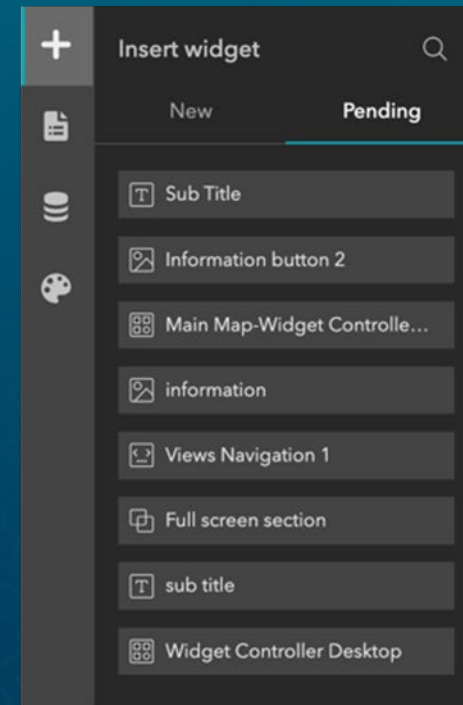 Insert widget
New
Pending
Sub Title
Information button 2
Main Map-Widget Controlle...
information
Views Navigation 1
Full screen section
sub title
Widget Controller Desktop